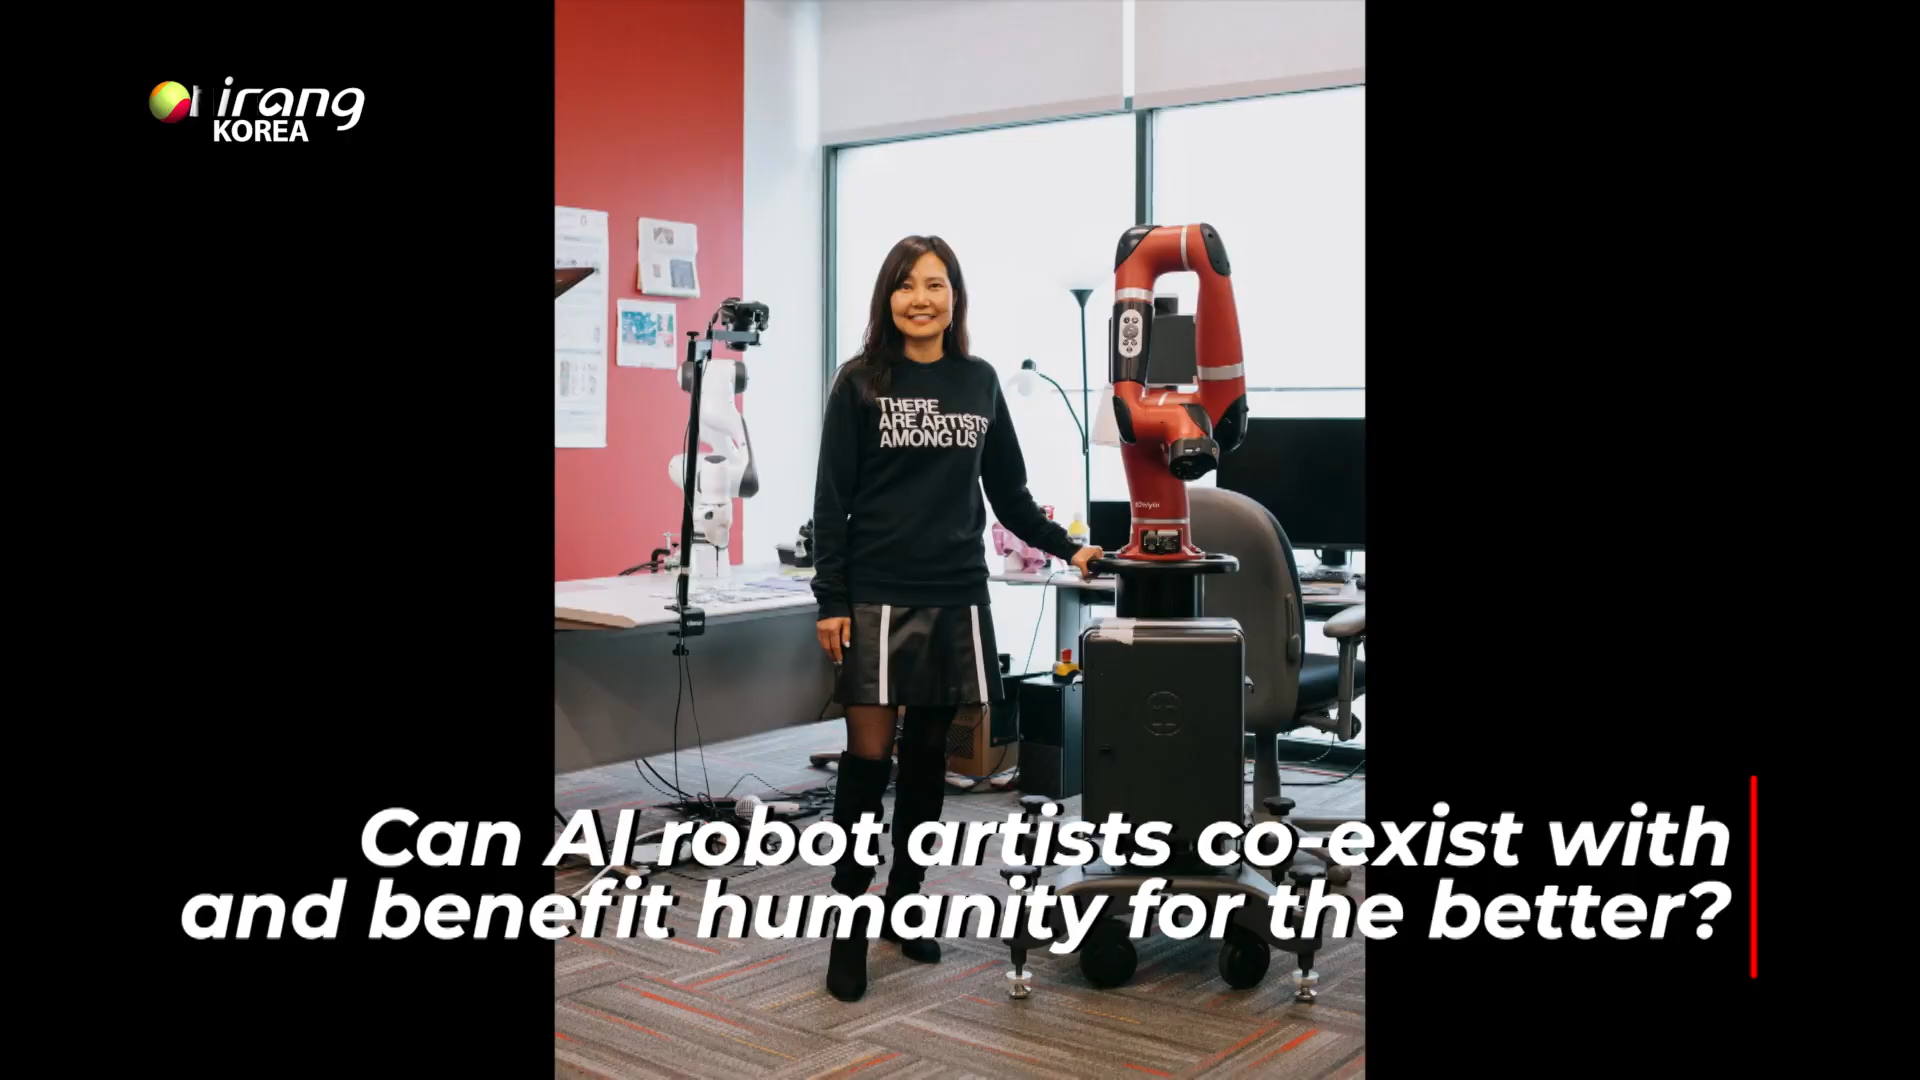 irang
KOREA
THERE
ARE ARTISTS
AMONG US
Can AI robot artists co-exist with
and benefit humanity for the better?